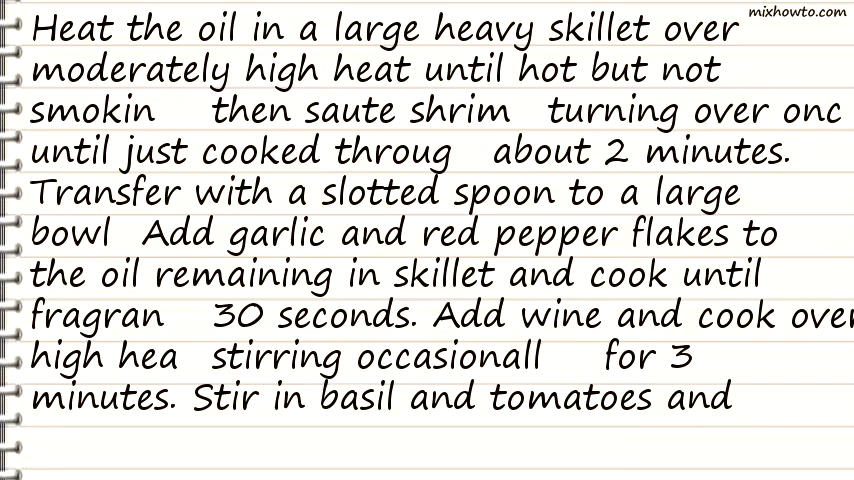 mixhowto.com
Heat the oil in a large heavy skillet over
moderately high heat until hot but not
smokin then saute shrim turning over onc
until just cooked throug about 2 minutes.
Transfer with a slotted spoon to a large
bowl Add garlic and red pepper flakes to
the oil remaining in skillet and cook until
fragran 30 seconds. Add wine and cook over
high hea stirring occasionall for 3
minutes. Stir in basil and tomatoes and